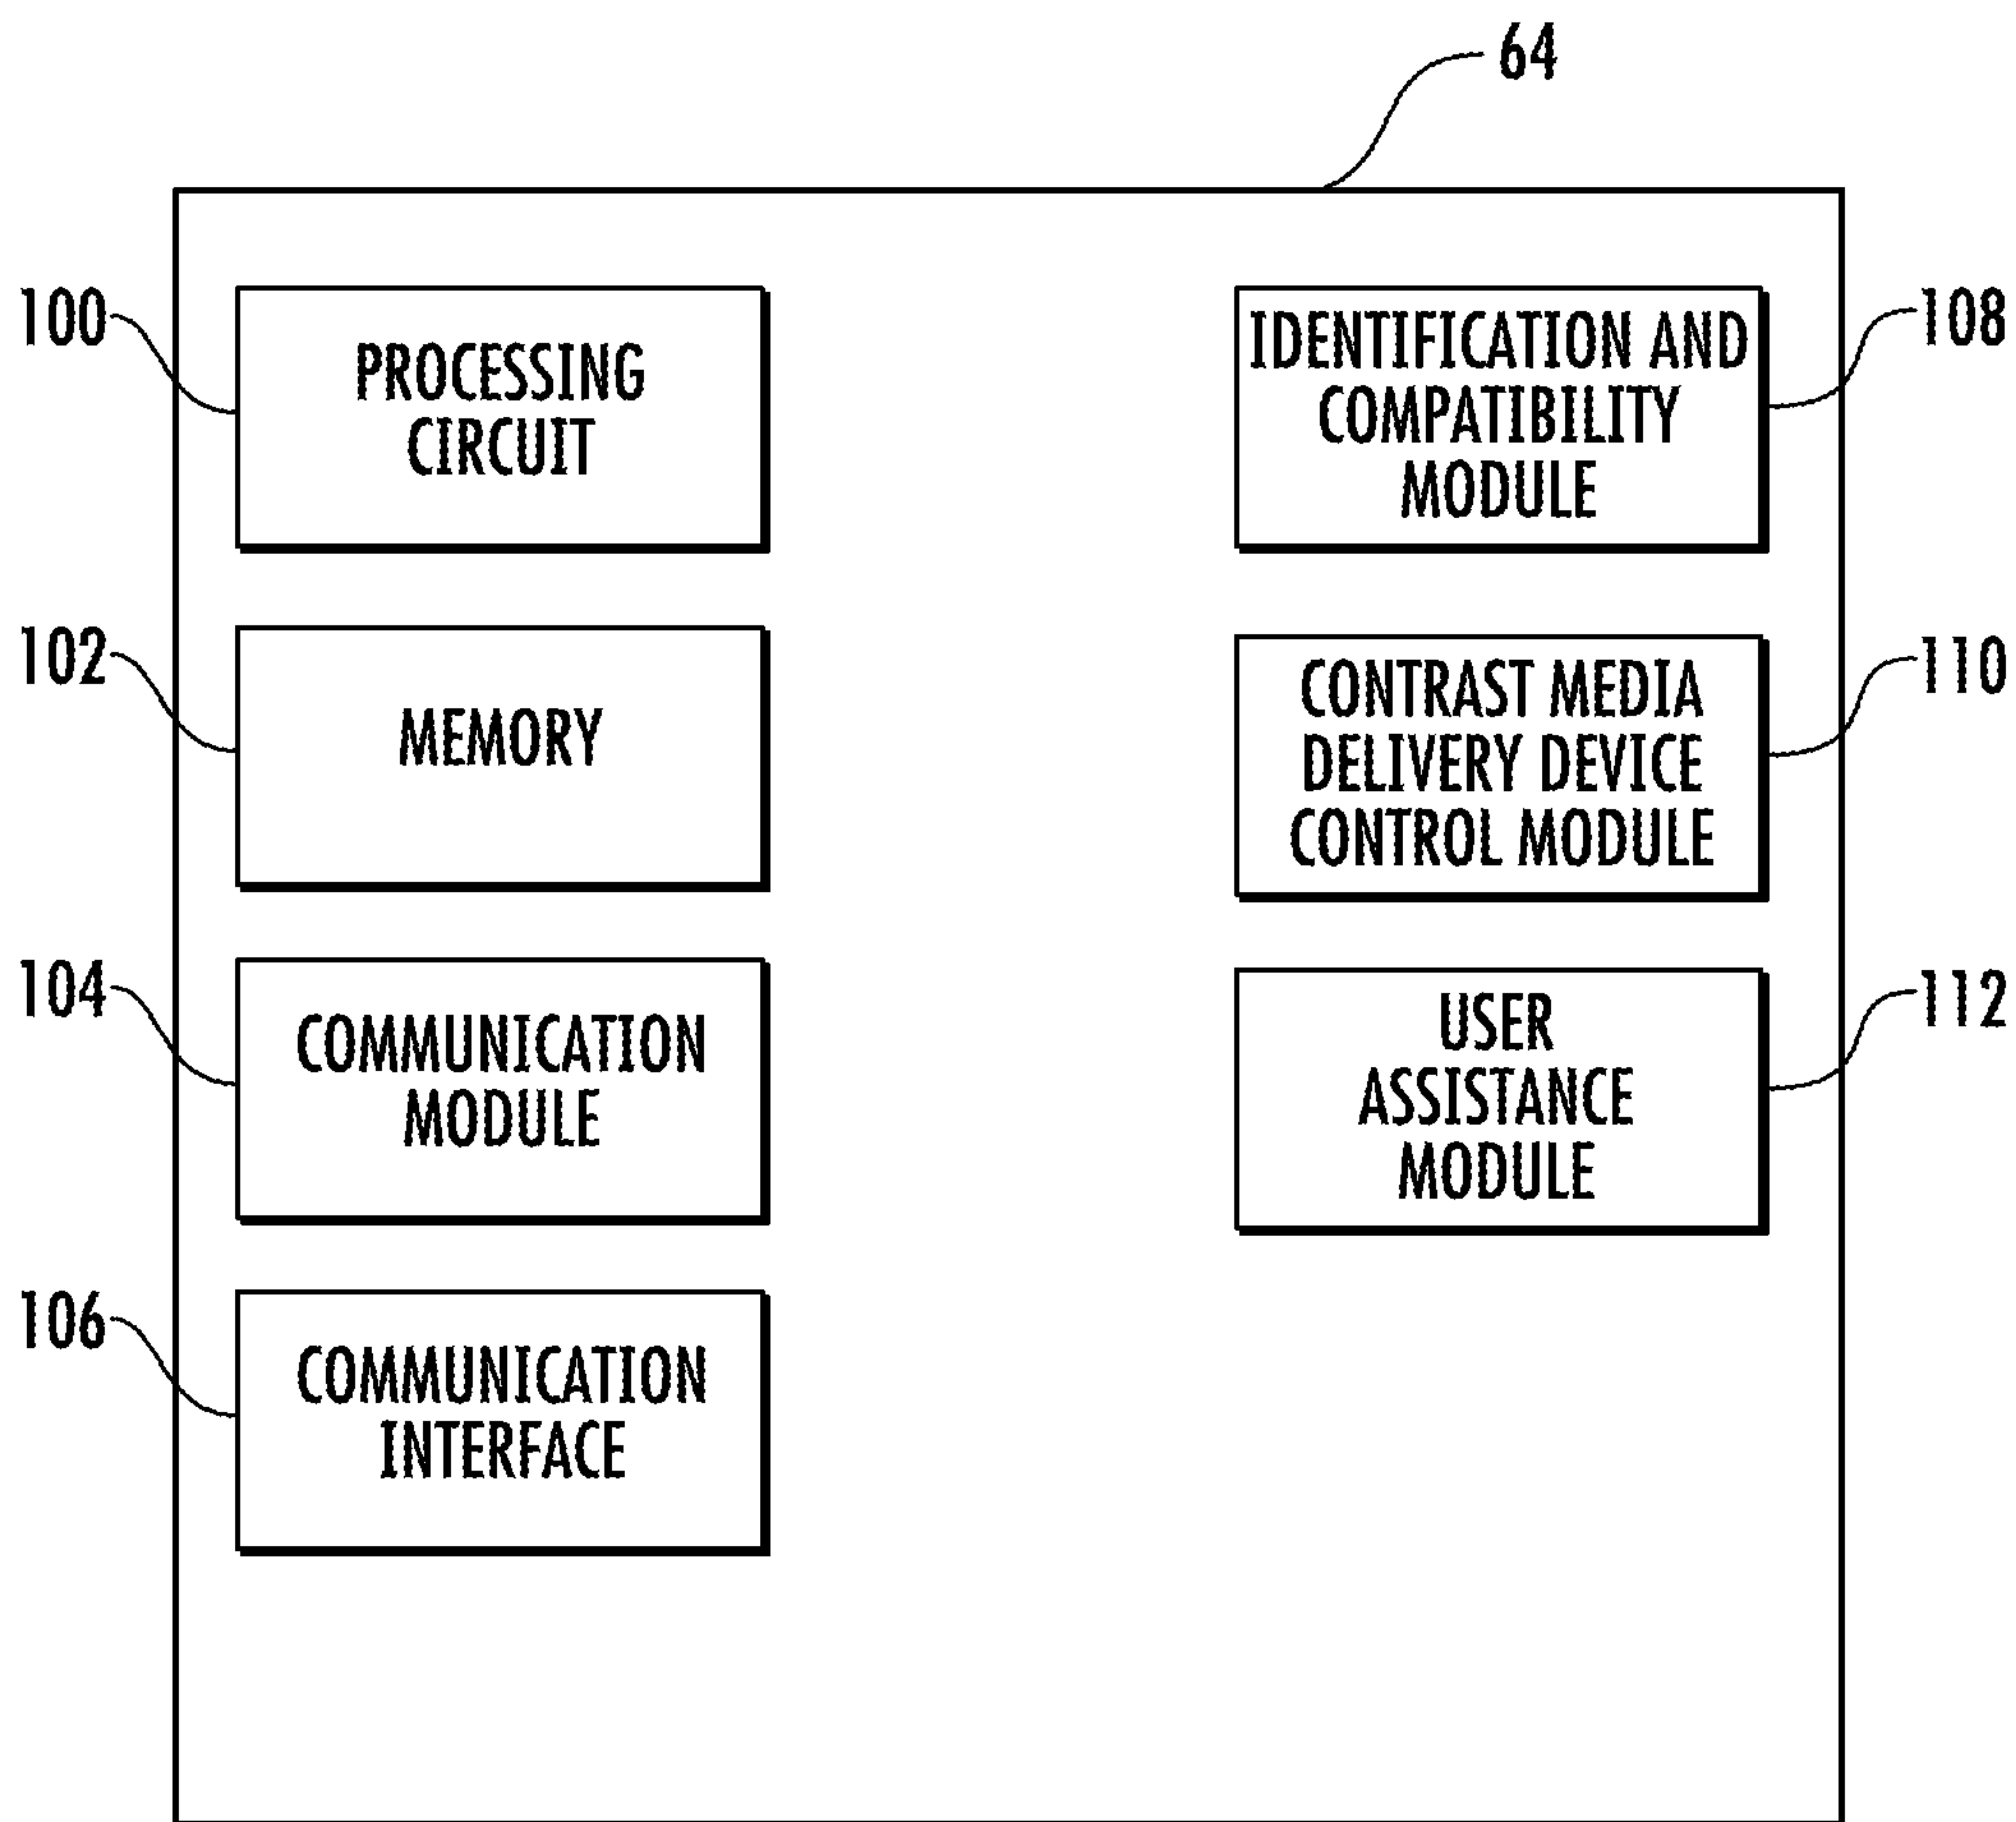 64
100
PROCESSING
CIRCUIT
102
MEMORY
104
COMMUNICATION
MODULE
106
COMMUNICATION
INTERFACE
108
IDENTIFICATION AND
COMPATIBILITY
MODULE
110
CONTRAST MEDIA
DELIVERY DEVICE
CONTROL MODULE
112
USER
ASSISTANCE
MODULE